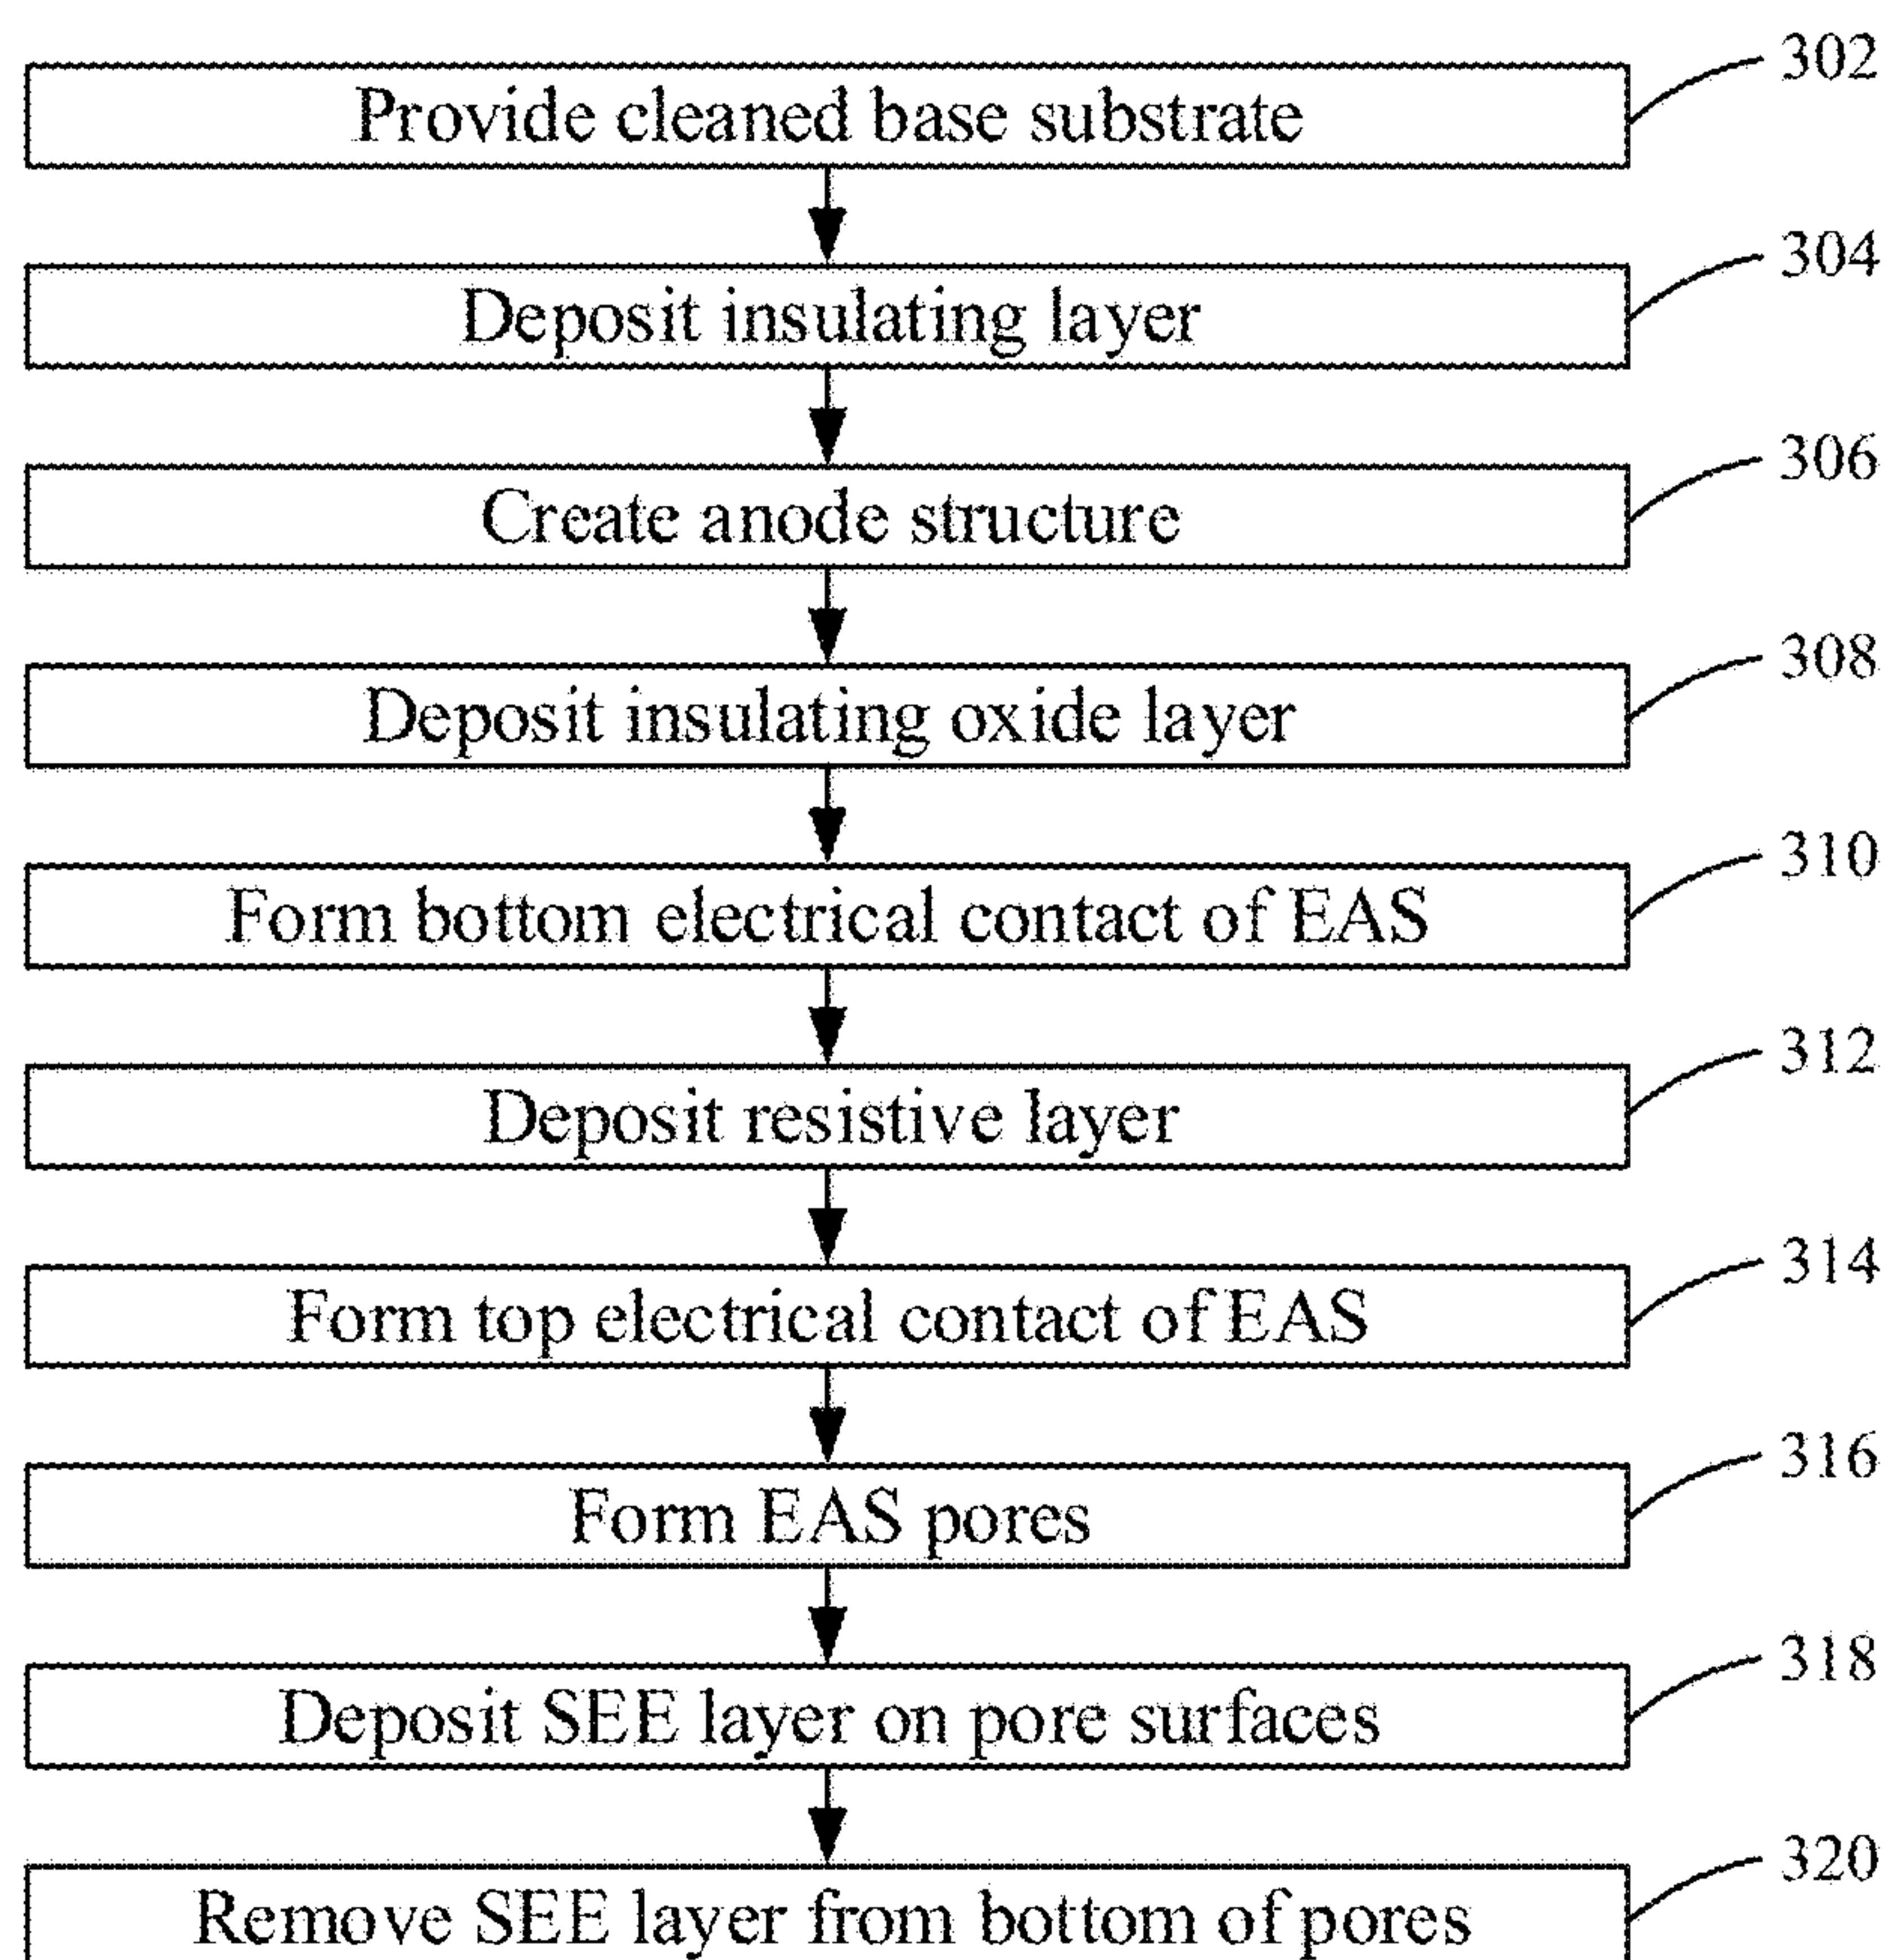 302
Provide cleaned base substrate
304
Deposit insulating layer
306
Create anode structure
308
Deposit insulating oxide layer
310
Form bottom electrical contact of EAS
312
Deposit resistive layer
314
Form top electrical contact of EAS
316
Form EAS pores
318
Deposit SEE layer on pore surfaces
320
Remove SEE layer from bottom of pores